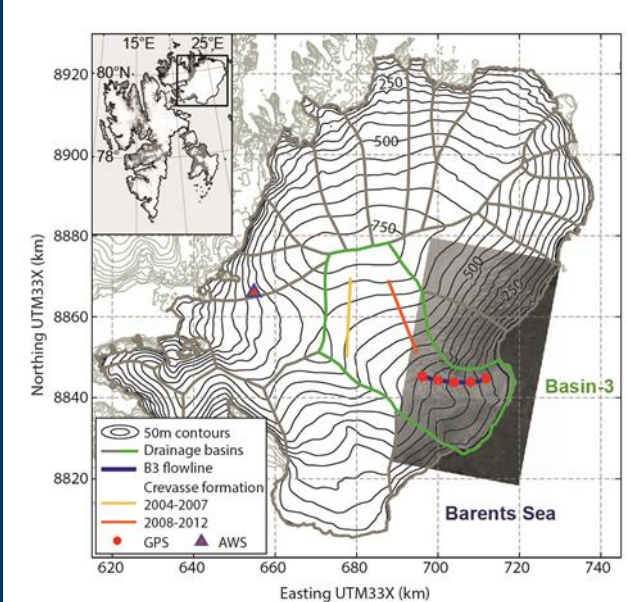 15°E 25°E
80°N
78°
8920
8900
8880
8860
8840
8820
Northing UTM33X (km)
250
500
750
500
250
Basin-3
Barents Sea
50m contours
Drainage basins
B3 flowline
Crevasse formation
2004-2007
2008-2012
GPS AWS
620 640 660 680 700 720 740
Easting UTM33X (km)